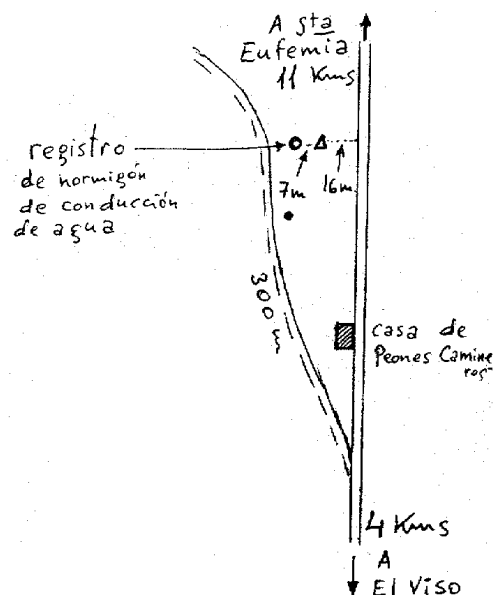 A Sta
Eufemia
11 Kms
registro
de hormigón
de conducción
de agua
7m
16m
300 m
casa de
Peones Camine
ros
4 Kms
A
El Viso